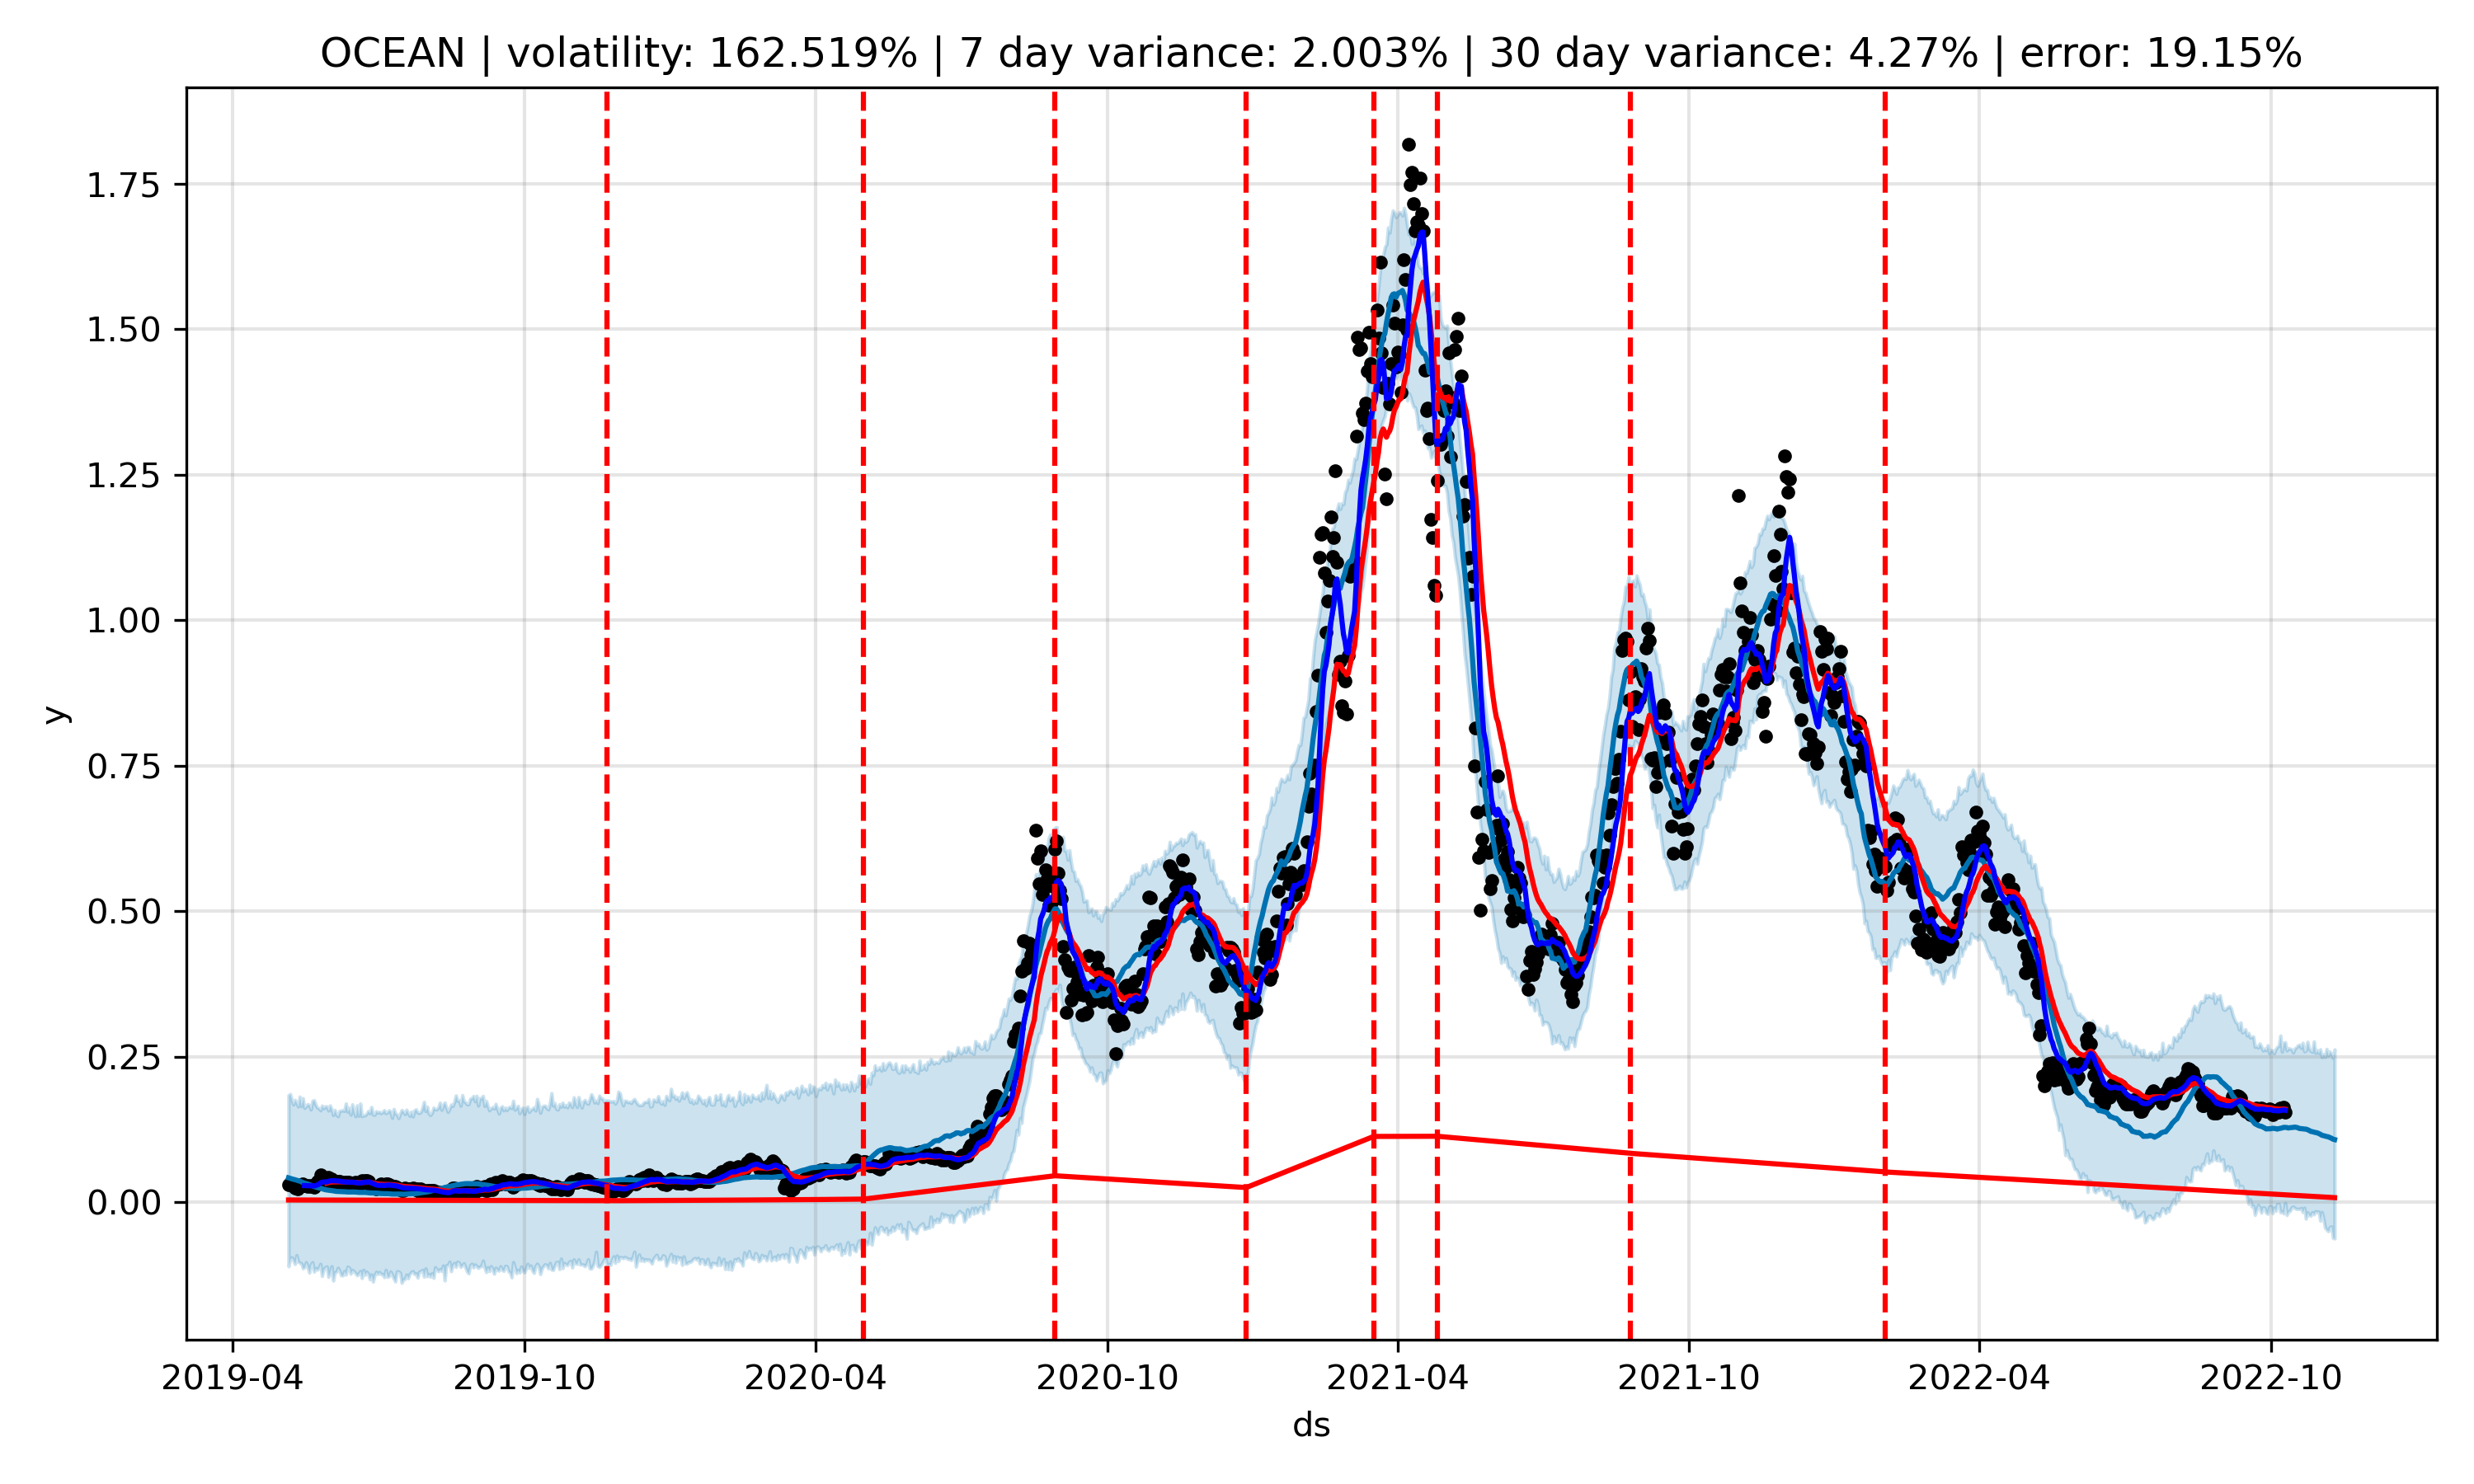 OCEAN | volatility: 162.519% | 7 day variance: 2.003% | 30 day variance: 4.27% | error: 19.15%
1.75
1.50
1.25
1.00
0.75
0.50
0.25
0.00
y
2019-04 2019-10 2020-04 2020-10 2021-04 2021-10 2022-04 2022-10
ds